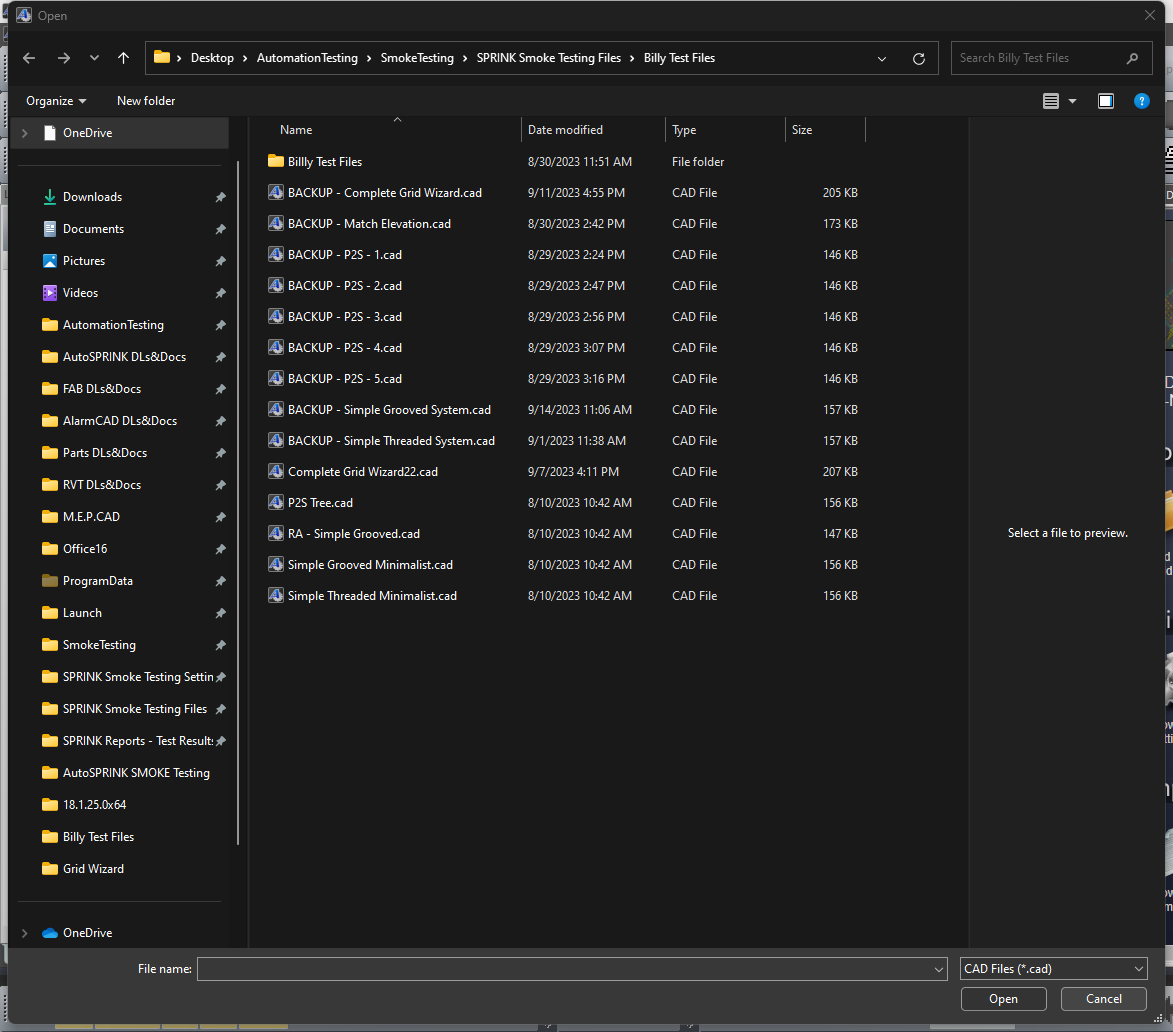 Open
Desktop > AutomationTesting > SmokeTesting > SPRINK Smoke Testing Files > Billy Test Files
Search Billy Test Files
Organize
New folder
OneDrive
Downloads
Documents
Pictures
Videos
AutomationTesting
AutoSPRINK DLs&Docs
FAB DLs&Docs
AlarmCAD DLs&Docs
Parts DLs&Docs
RVT DLs&Docs
M.E.P.CAD
Office16
ProgramData
Launch
SmokeTesting
SPRINK Smoke Testing Settin
SPRINK Smoke Testing Files
SPRINK Reports - Test Results
AutoSPRINK SMOKE Testing
18.1.25.0x64
Billy Test Files
Grid Wizard
OneDrive
Name Date modified Type Size
Billly Test Files 8/30/2023 11:51 AM File folder
BACKUP - Complete Grid Wizard.cad 9/11/2023 4:55 PM CAD File 205 KB
BACKUP - Match Elevation.cad 8/30/2023 2:42 PM CAD File 173 KB
BACKUP - P2S - 1.cad 8/29/2023 2:24 PM CAD File 146 KB
BACKUP - P2S - 2.cad 8/29/2023 2:47 PM CAD File 146 KB
BACKUP - P2S - 3.cad 8/29/2023 2:56 PM CAD File 146 KB
BACKUP - P2S - 4.cad 8/29/2023 3:07 PM CAD File 146 KB
BACKUP - P2S - 5.cad 8/29/2023 3:16 PM CAD File 146 KB
BACKUP - Simple Grooved System.cad 9/14/2023 11:06 AM CAD File 157 KB
BACKUP - Simple Threaded System.cad 9/1/2023 11:38 AM CAD File 157 KB
Complete Grid Wizard22.cad 9/7/2023 4:11 PM CAD File 207 KB
P2S Tree.cad 8/10/2023 10:42 AM CAD File 156 KB
RA - Simple Grooved.cad 8/10/2023 10:42 AM CAD File 147 KB
Simple Grooved Minimalist.cad 8/10/2023 10:42 AM CAD File 156 KB
Simple Threaded Minimalist.cad 8/10/2023 10:42 AM CAD File 156 KB
Select a file to preview.
File name:
CAD Files (*.cad)
Open
Cancel